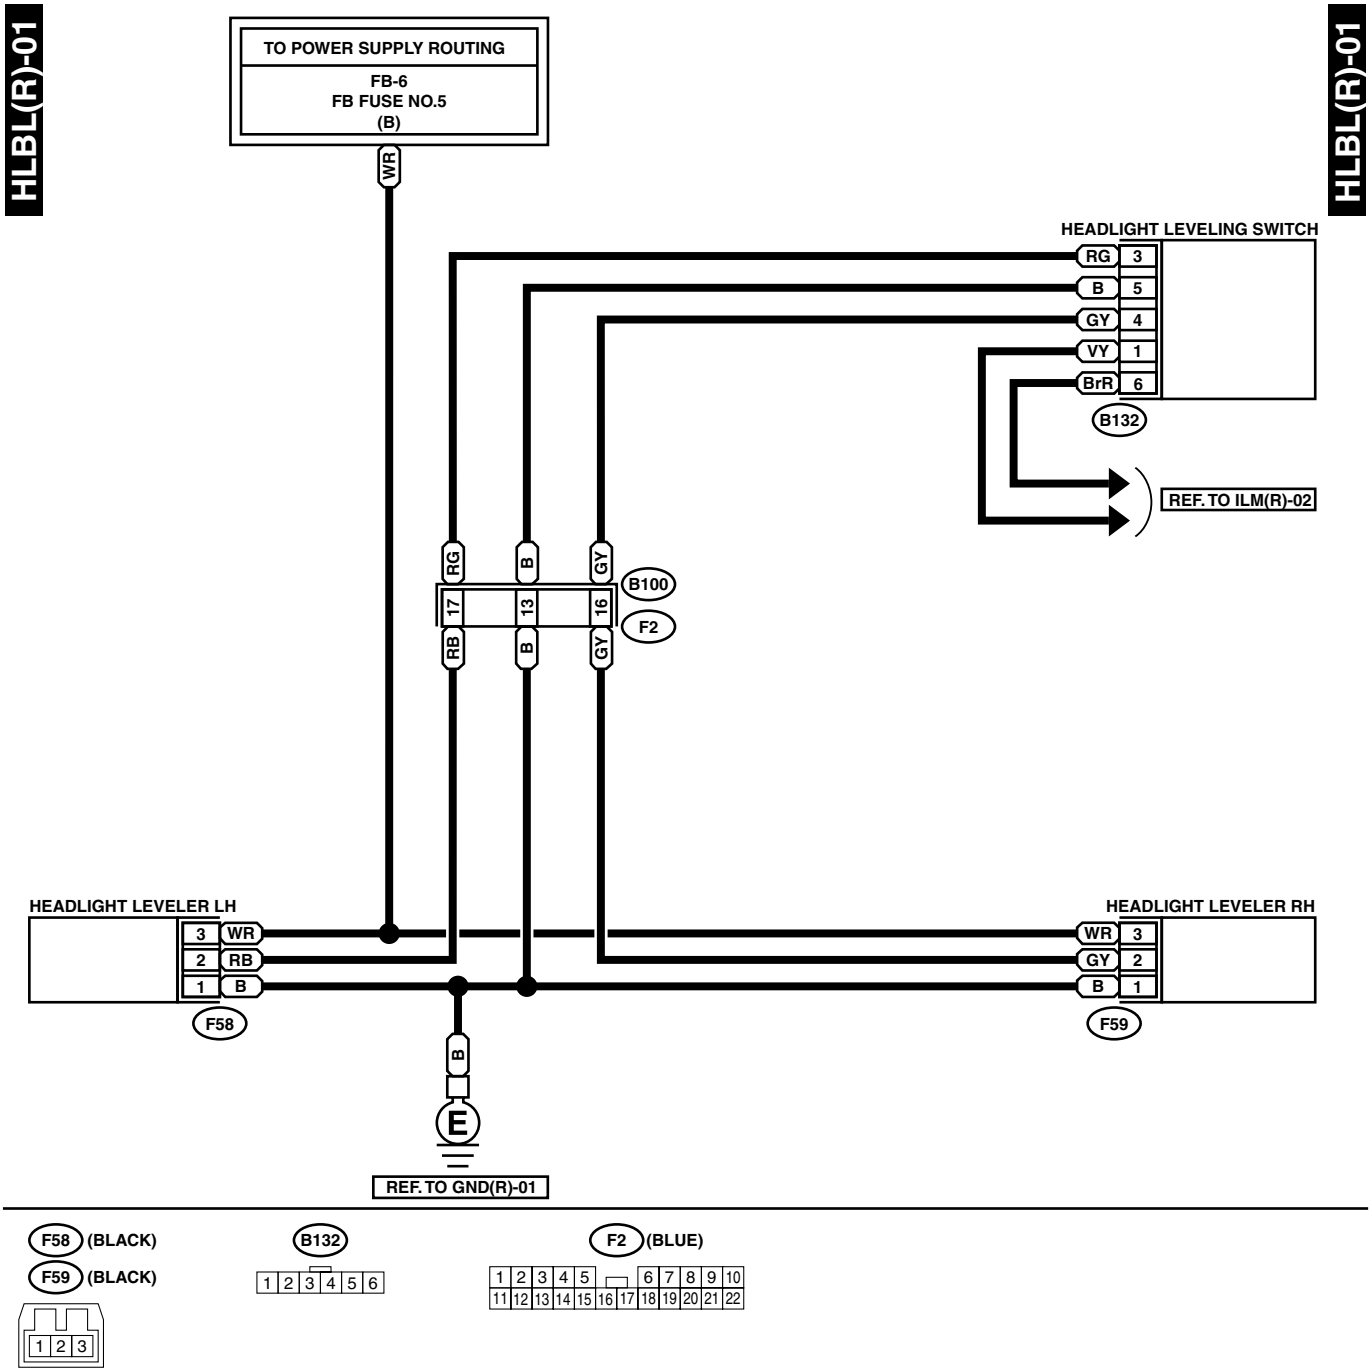 HLBL(R)-01
HLBL(R)-01
TO POWER SUPPLY ROUTING
FB-6
FB FUSE NO.5
(B)
WR
HEADLIGHT LEVELING SWITCH
RG 3
B 5
GY 4
VY 1
BrR 6
B132
REF. TO ILM(R)-02
RG B GY
B100
17 13 16
F2
RB B GY
HEADLIGHT LEVELER LH
3 WR
2 RB
1 B
F58
HEADLIGHT LEVELER RH
WR 3
GY 2
B 1
F59
B
E
REF. TO GND(R)-01
F58 (BLACK)
F59 (BLACK)
1 2 3
B132
1 2 3 4 5 6
F2 (BLUE)
1 2 3 4 5 6 7 8 9 10
11 12 13 14 15 16 17 18 19 20 21 22